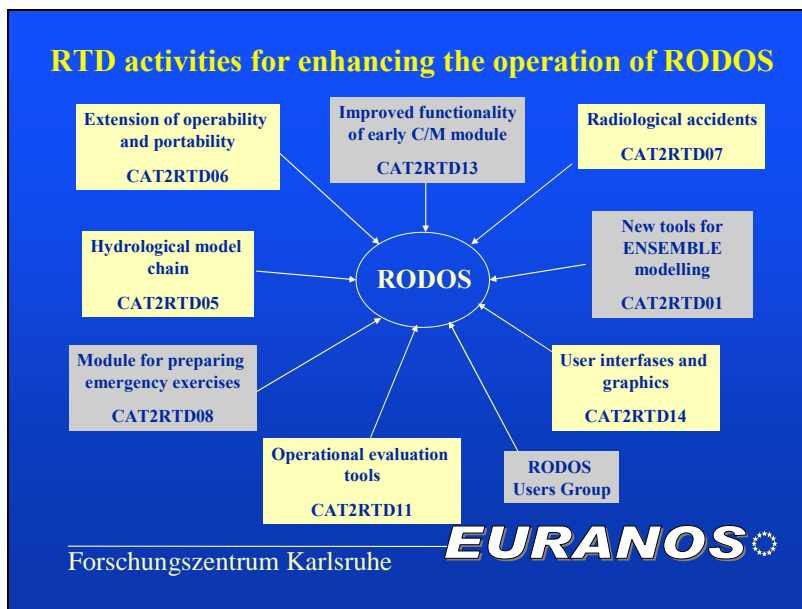 RTD activities for enhancing the operation of RODOS
Extension of operability
and portability
CAT2RTD06
Improved functionality
of early C/M module
CAT2RTD13
Radiological accidents
CAT2RTD07
Hydrological model
chain
CAT2RTD05
RODOS
New tools for
ENSEMBLE
modelling
CAT2RTD01
Module for preparing
emergency exercises
CAT2RTD08
User interfases and
graphics
CAT2RTD14
Operational evaluation
tools
CAT2RTD11
RODOS
Users Group
Forschungszentrum Karlsruhe
EURANOS